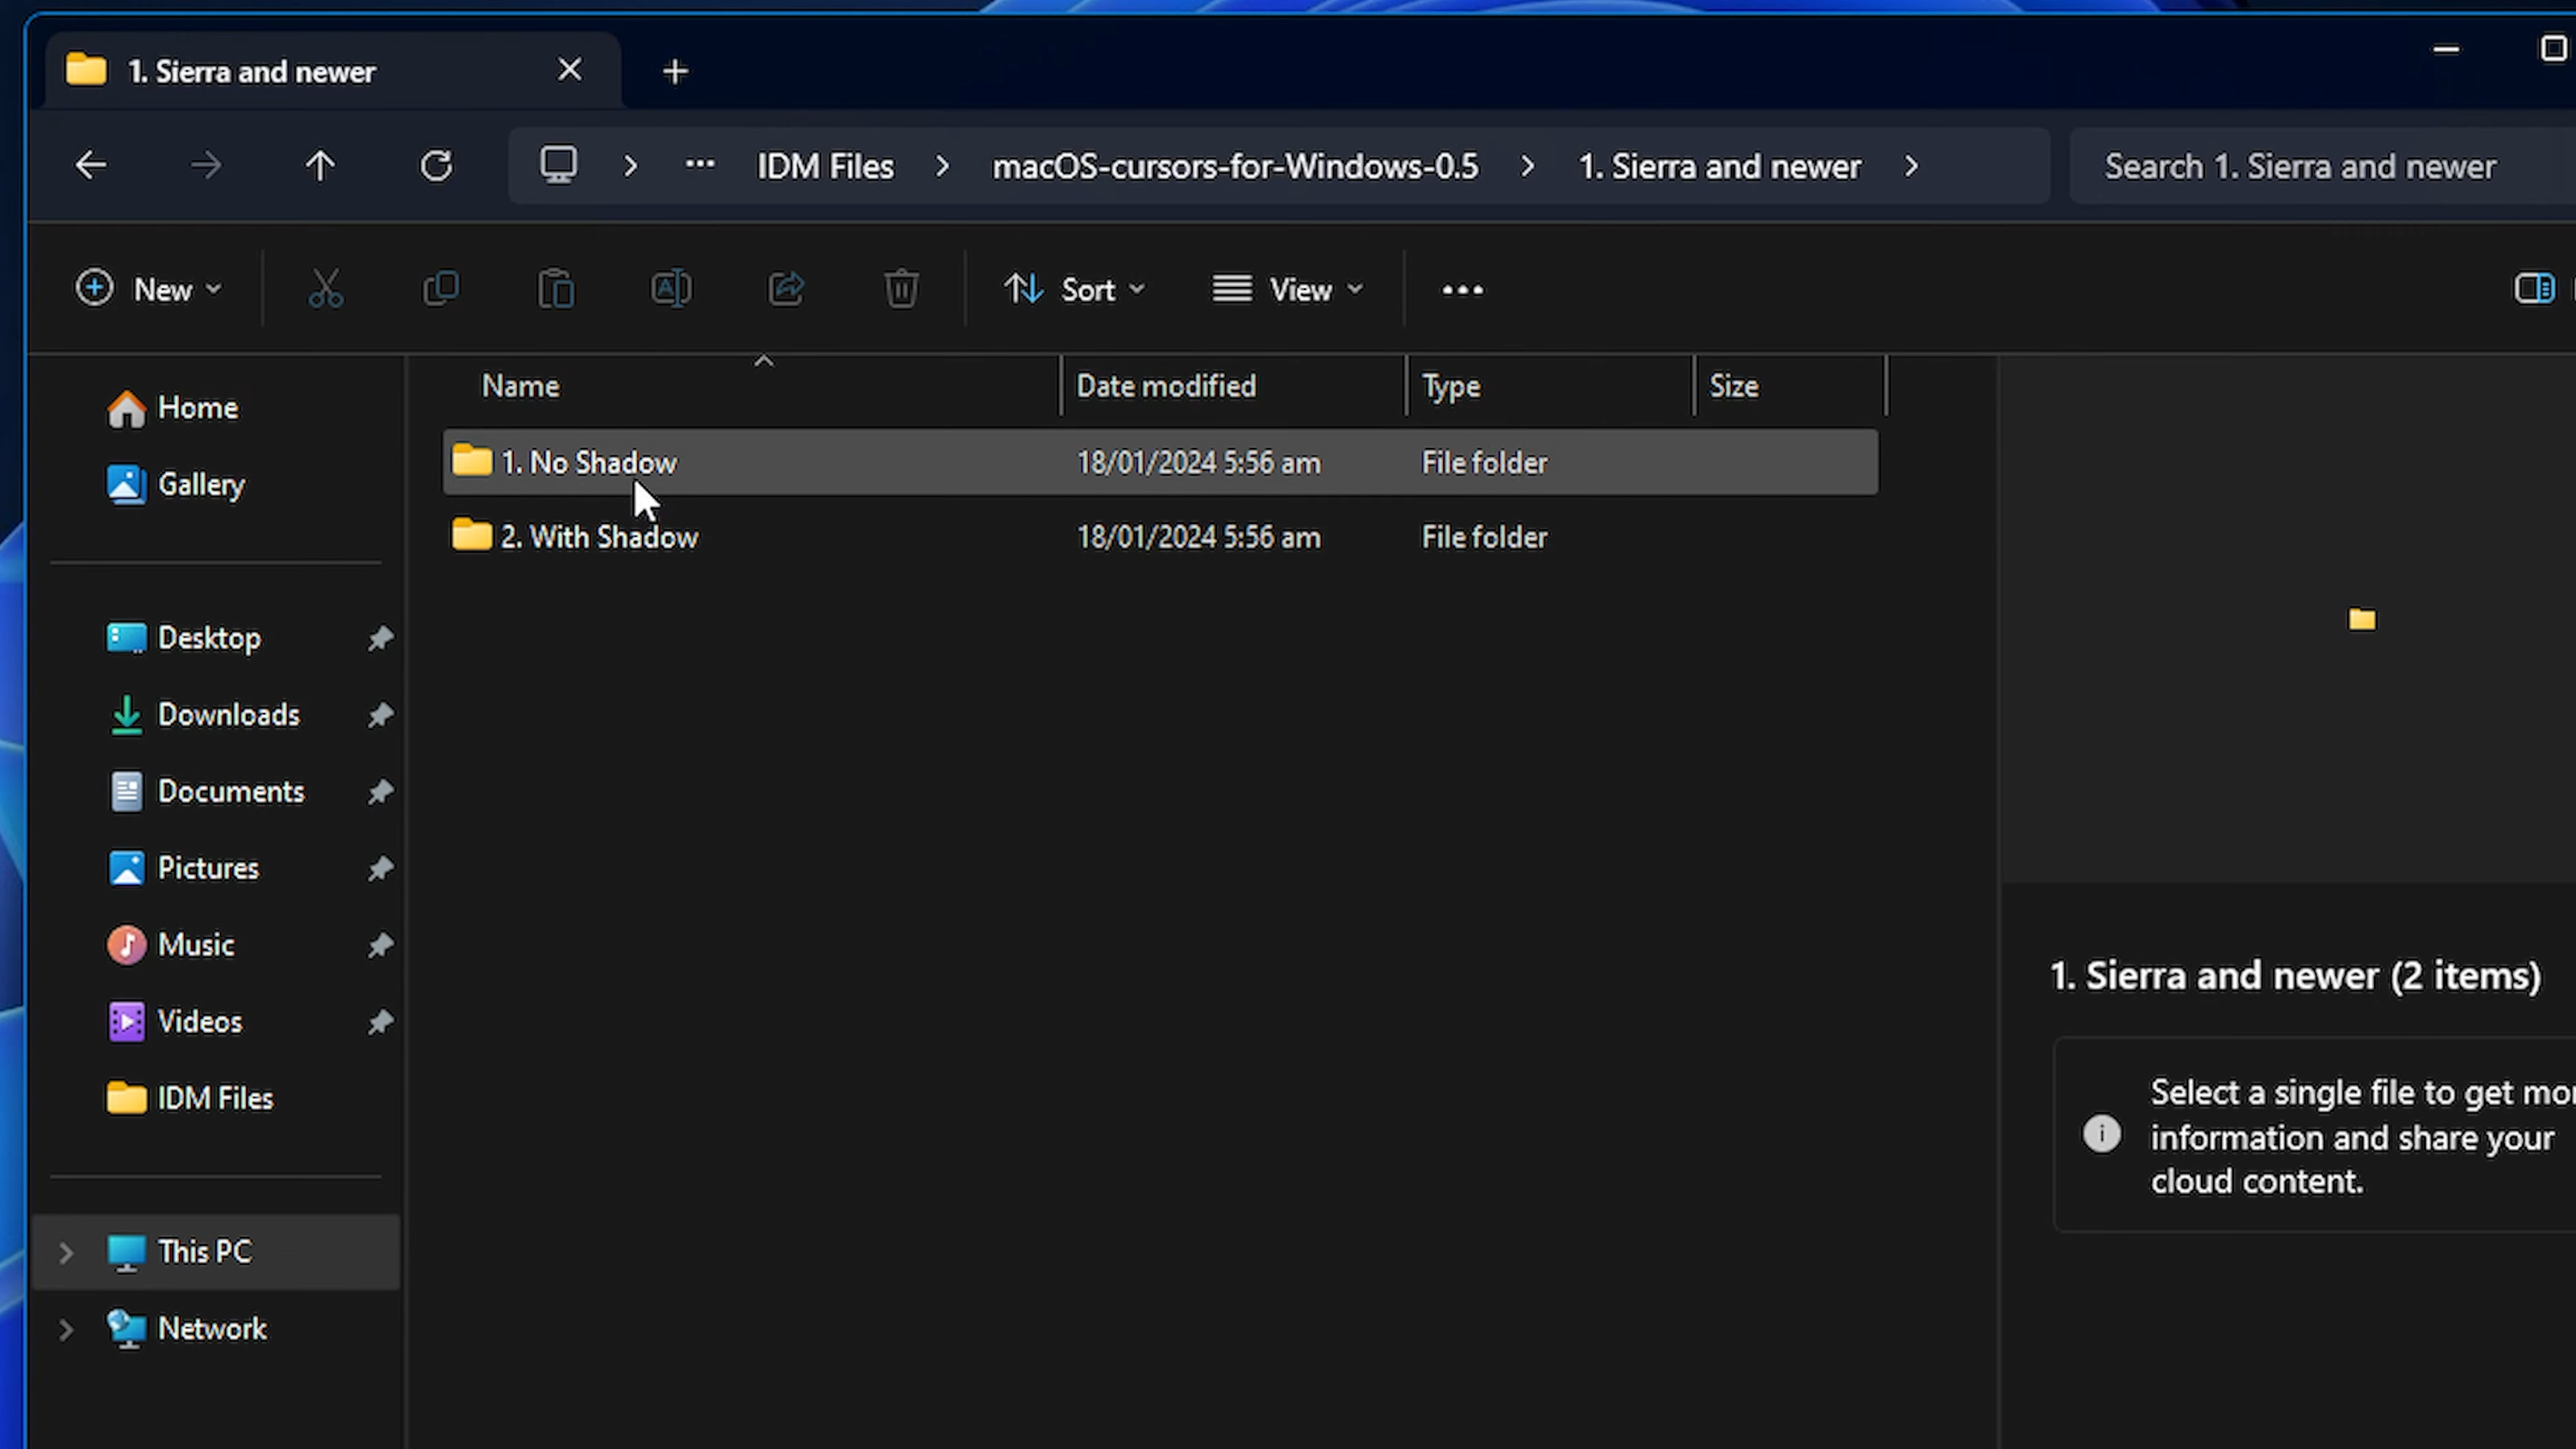 1. Sierra and newer
IDM Files macOS-cursors-for-Windows-0.5 1. Sierra and newer Search 1. Sierra and newer
New Sort View
Name Date modified Type Size
1. No Shadow 18/01/2024 5:56 am File folder
2. With Shadow 18/01/2024 5:56 am File folder
Home
Gallery
Desktop
Downloads
Documents
Pictures
Music
Videos
IDM Files
This PC
Network
1. Sierra and newer (2 items)
Select a single file to get
information and share your
cloud content.